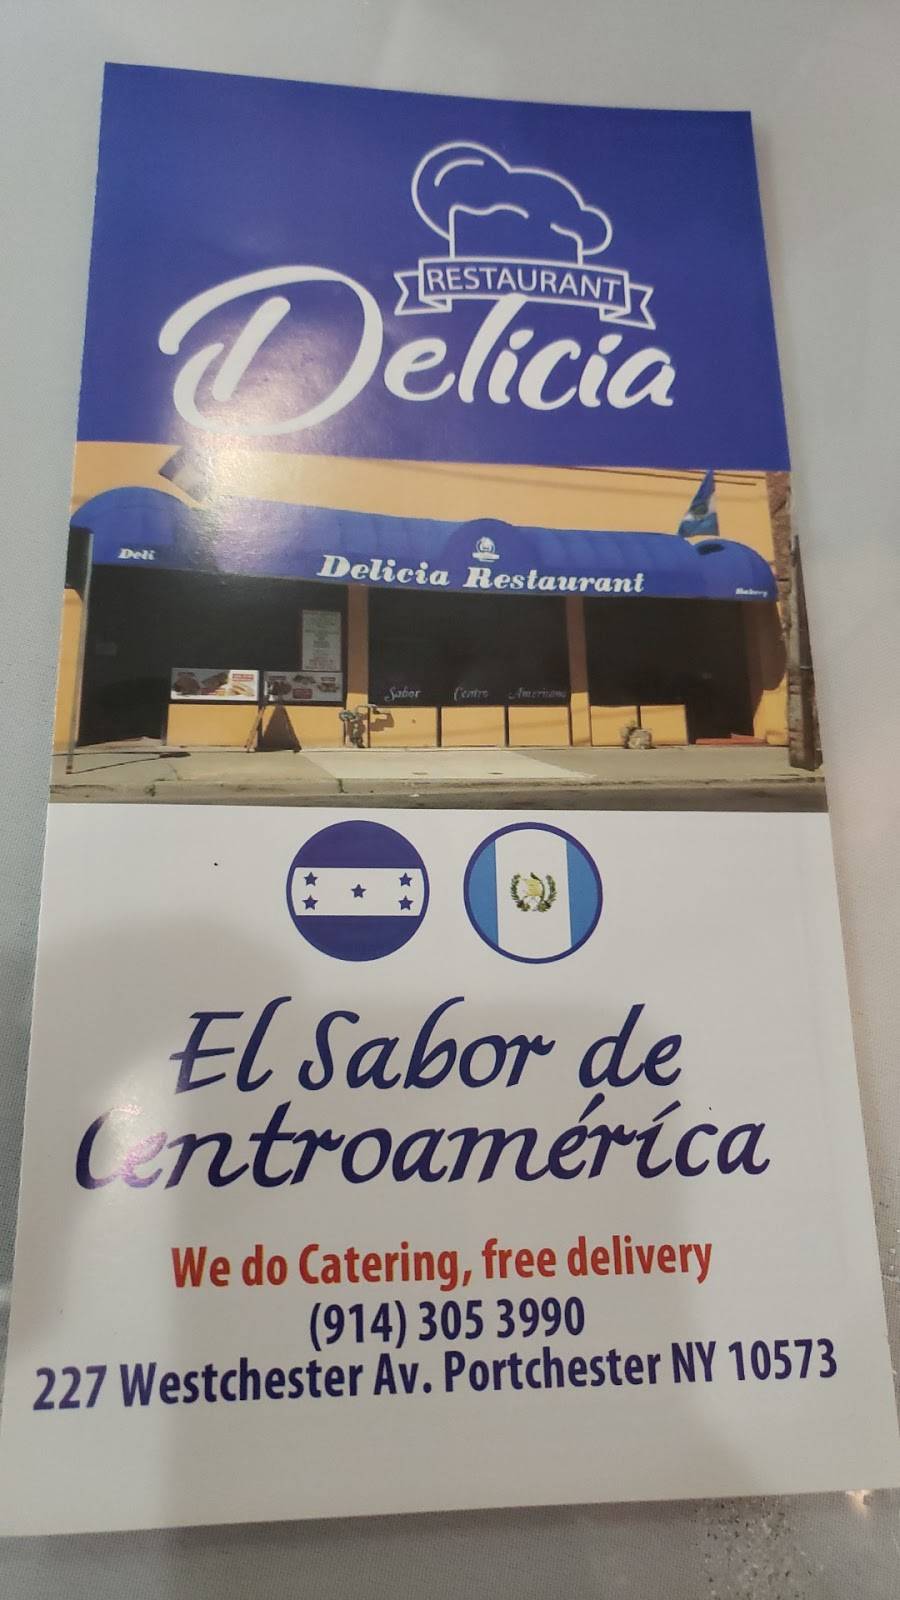 RESTAURANT
Delicia
Deli
Delicia Restaurant
Bakery
Sabor Centro Americano
El Sabor de
Centroamérica
We do Catering, free delivery
(914) 305 3990
227 Westchester Av. Portchester NY 10573